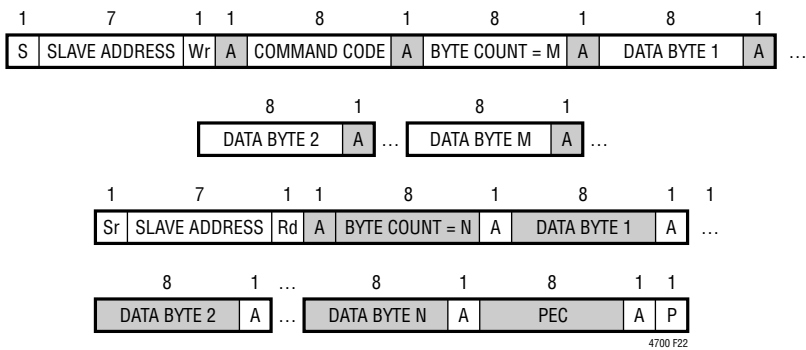 1 7 1 1 8 1 8 1 8 1
S SLAVE ADDRESS Wr A COMMAND CODE A BYTE COUNT = M A DATA BYTE 1 A …
8 1 8 1
DATA BYTE 2 A … DATA BYTE M A …
1 7 1 1 8 1 8 1 1
Sr SLAVE ADDRESS Rd A BYTE COUNT = N A DATA BYTE 1 A …
8 1 … 8 1 8 1 1
DATA BYTE 2 A … DATA BYTE N A PEC A P
4700 F22